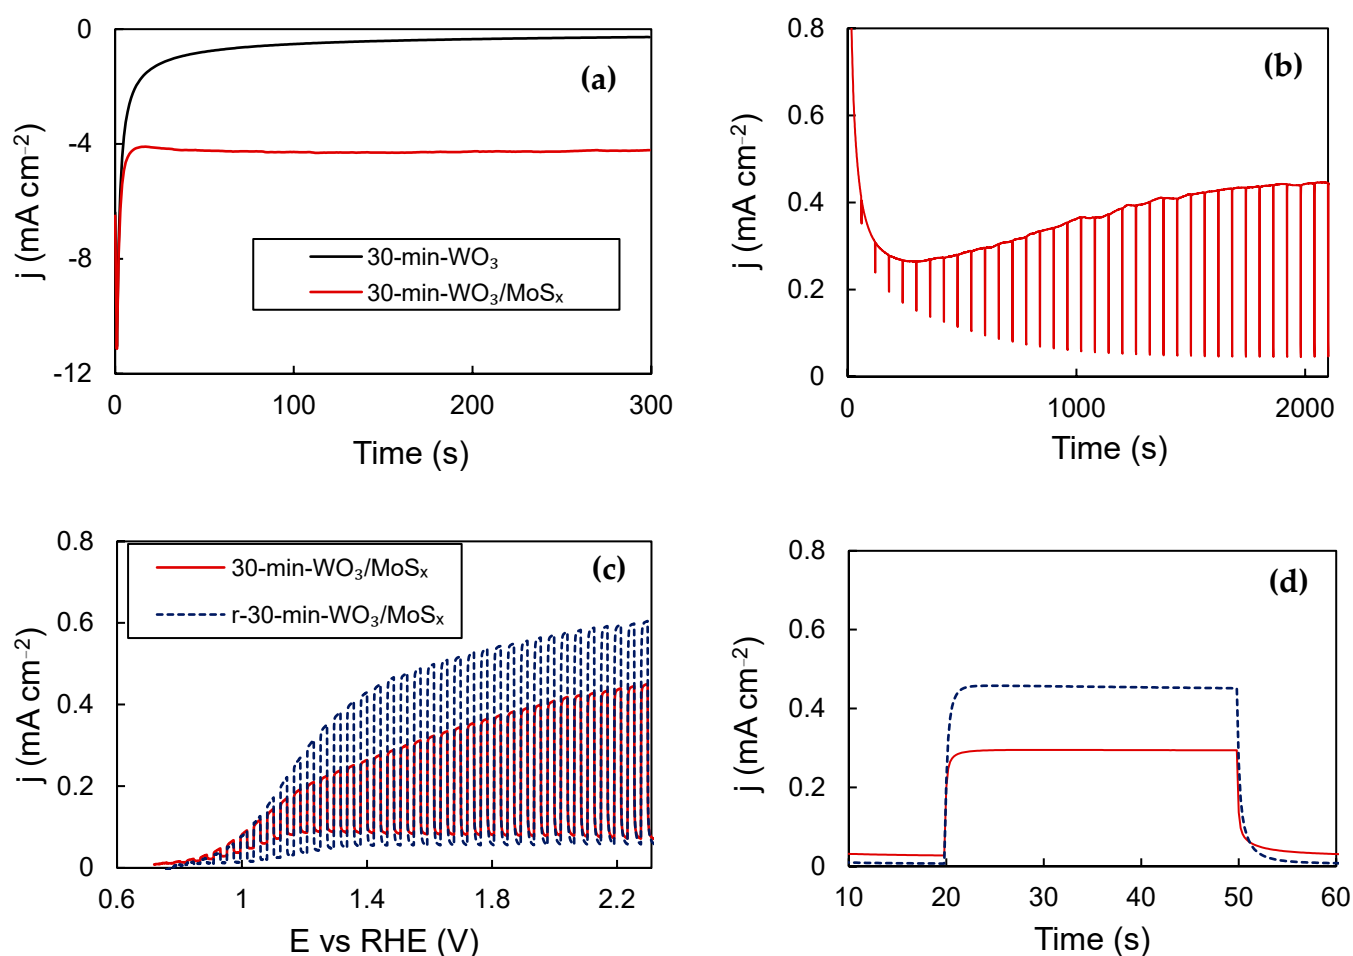 0
-4
-8
-12
j (mA cm⁻²)
(a)
30-min-WO₃
30-min-WO₃/MoSₓ
0
100
200
300
Time (s)
0.8
0.6
0.4
0.2
0
j (mA cm⁻²)
(b)
0
1000
2000
Time (s)
0.8
0.6
0.4
0.2
0
j (mA cm⁻²)
30-min-WO₃/MoSₓ
r-30-min-WO₃/MoSₓ
(c)
0.6
1
1.4
1.8
2.2
E vs RHE (V)
0.8
0.6
0.4
0.2
0
j (mA cm⁻²)
(d)
10
20
30
40
50
60
Time (s)